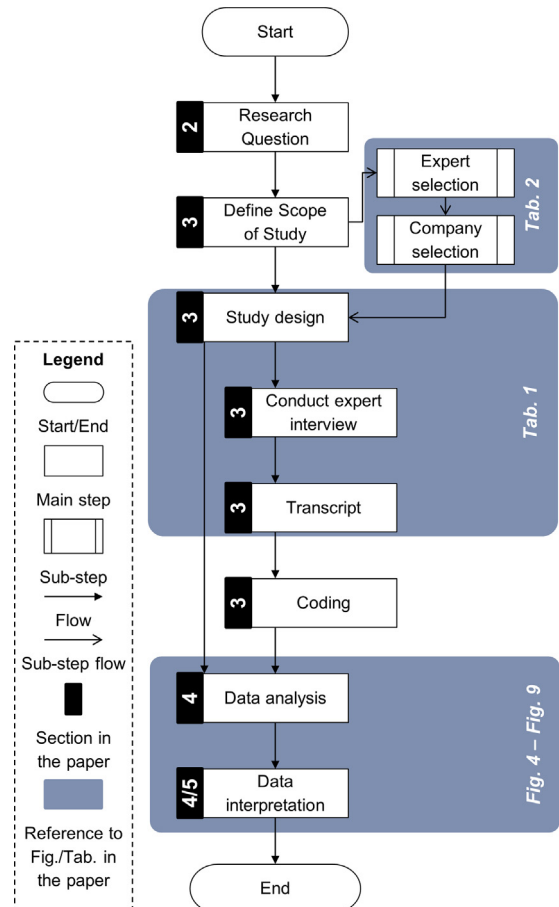 Start
2
Research
Question
3
Define Scope
of Study
Expert
selection
Company
selection
Tab. 2
3
Study design
3
Conduct expert
interview
3
Transcript
Tab. 1
3
Coding
4
Data analysis
4/5
Data
interpretation
Fig. 4 – Fig. 9
End
Legend
Start/End
Main step
Sub-step
Flow
Sub-step flow
Section in
the paper
Reference to
Fig./Tab. in
the paper